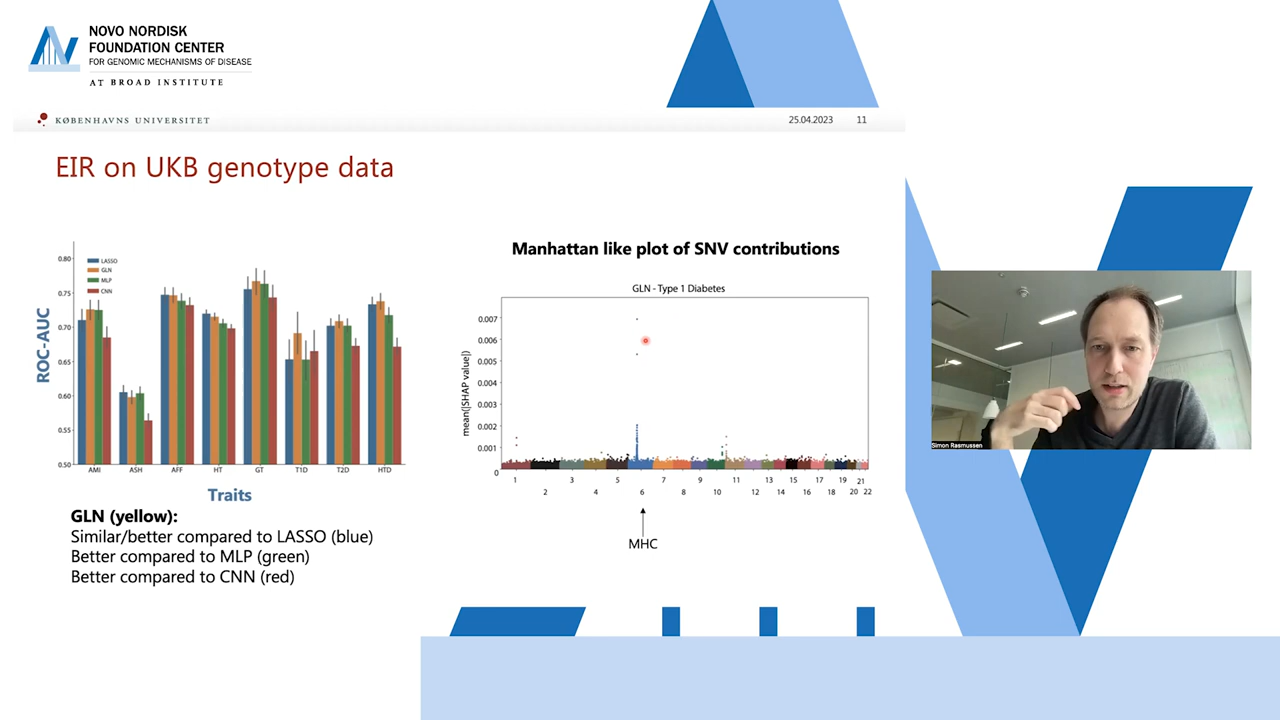 NOVO NORDISK
FOUNDATION CENTER
FOR GENOMIC MECHANISMS OF DISEASE
AT BROAD INSTITUTE
KØBENHAVNS UNIVERSITET
25.04.2023 11
EIR on UKB genotype data
ROC-AUC
0.80
0.75
0.70
0.65
0.60
0.55
0.50
LASSO
GLN
MLP
CNN
AMI ASH AFF HT GT T1D T2D HTD
Traits
GLN (yellow):
Similar/better compared to LASSO (blue)
Better compared to MLP (green)
Better compared to CNN (red)
Manhattan like plot of SNV contributions
GLN - Type 1 Diabetes
mean(|SHAP value|)
0.007
0.006
0.005
0.004
0.003
0.002
0.001
0
1 3 5 7 9 11 13 15 17 19 21
2 4 6 8 10 12 14 16 18 20 22
MHC
Simon Rasmussen